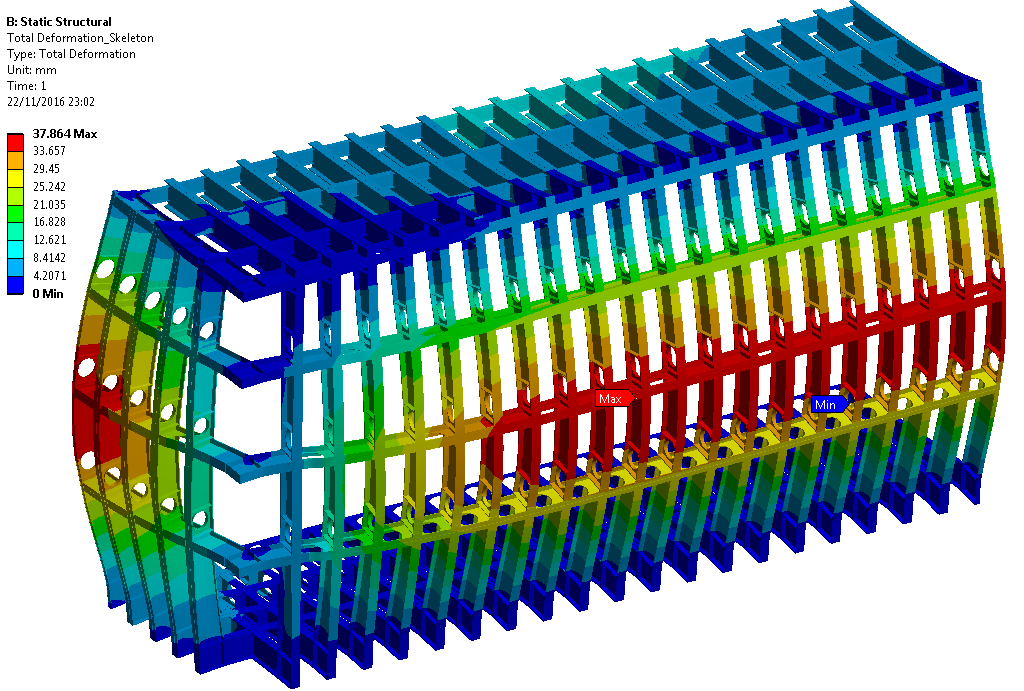 B: Static Structural
Total Deformation_Skeleton
Type: Total Deformation
Unit: mm
Time: 1
22/11/2016 23:02
37.864 Max
33.657
29.45
25.242
21.035
16.828
12.621
8.4142
4.2071
0 Min
Max
Min